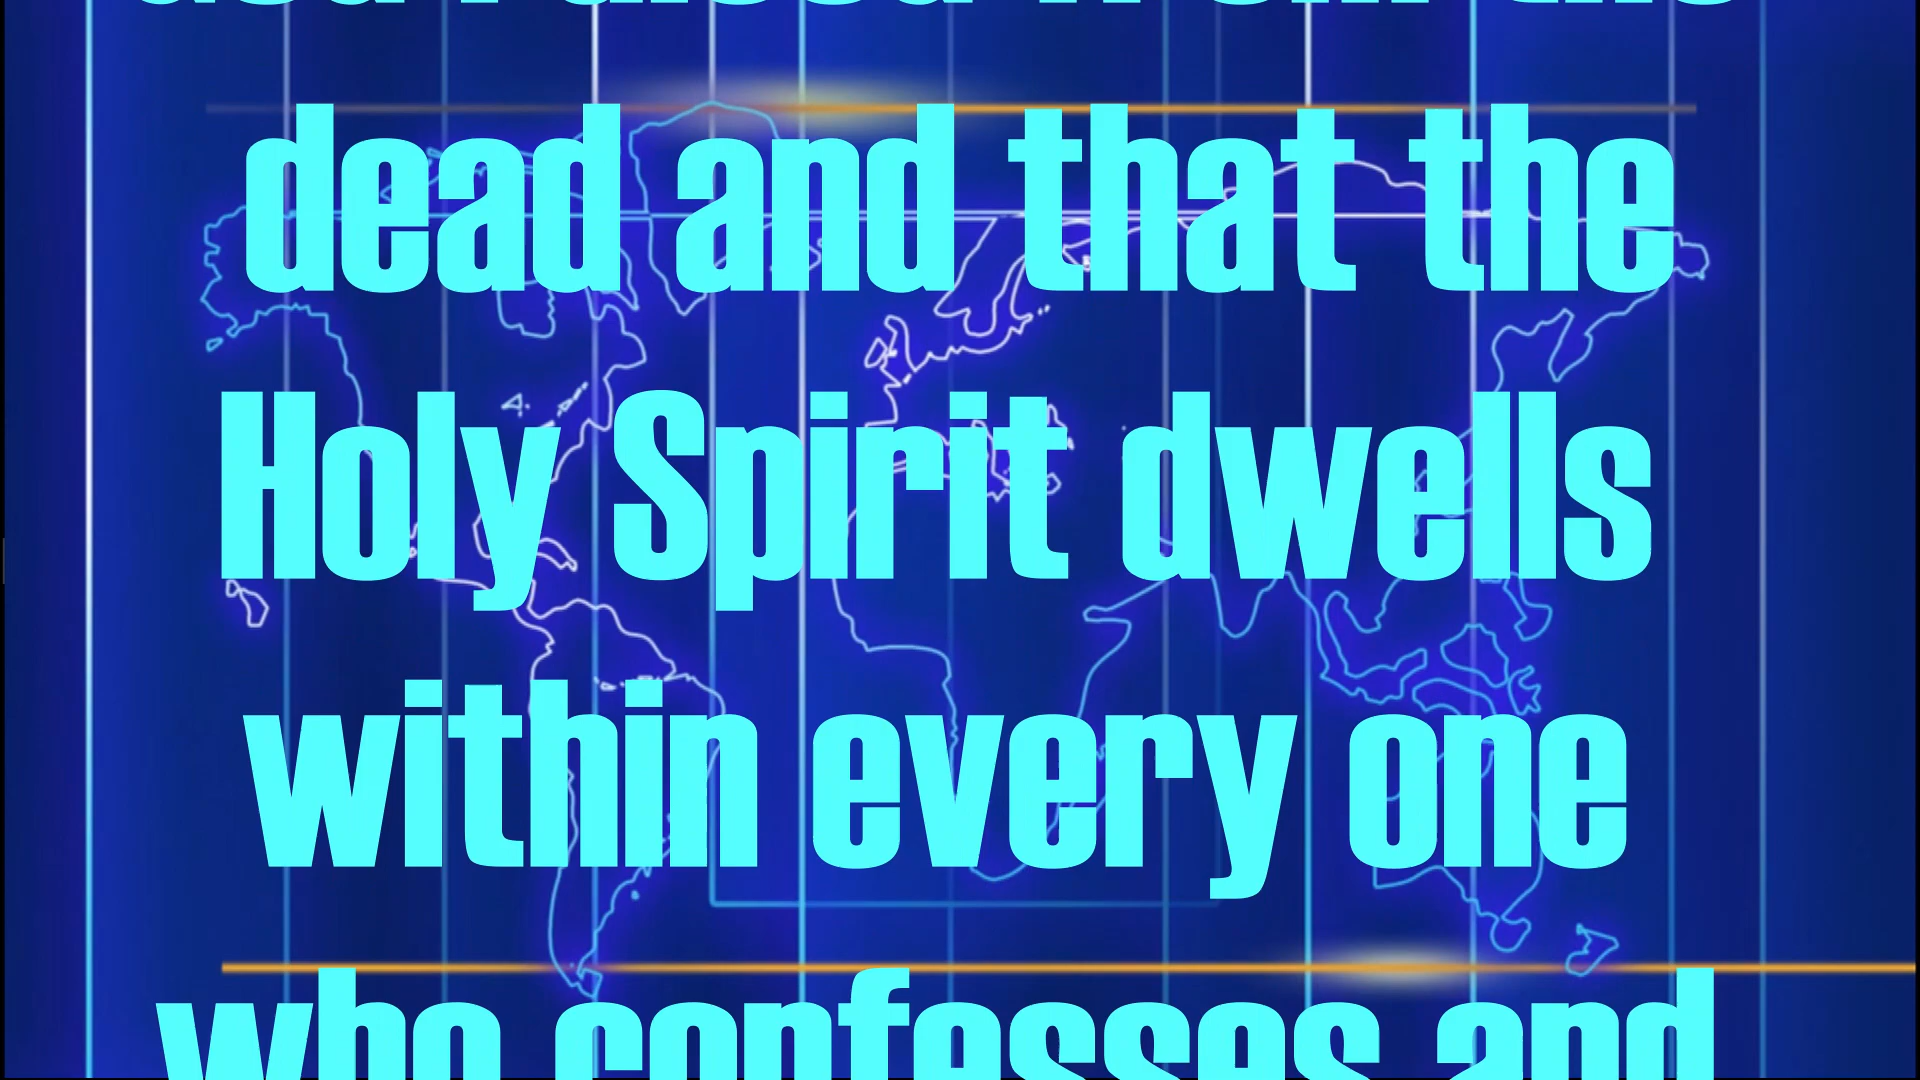 dead and that the
Holy Spirit dwells
within every one
who confesses and